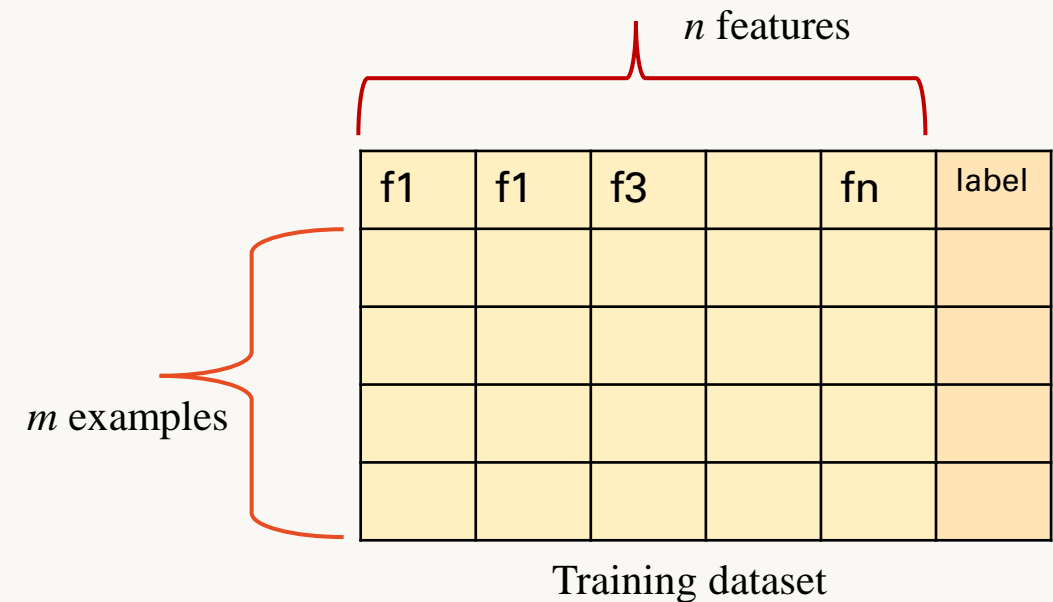 n features
f1 f1 f3 fn label
m examples
Training dataset